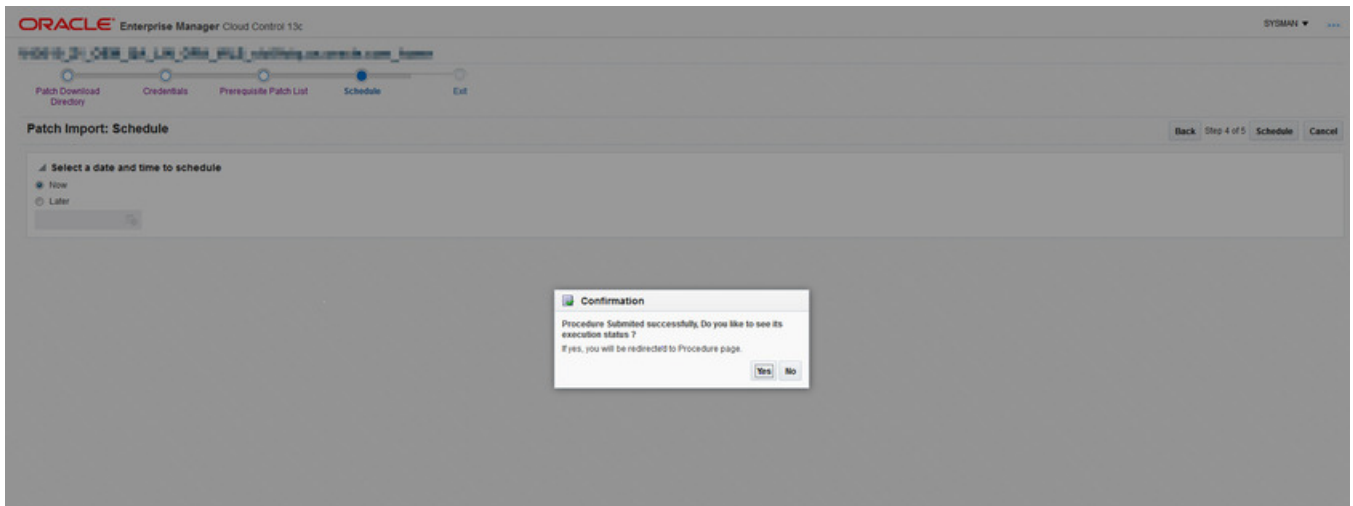 ORACLE Enterprise Manager Cloud Control 13c
SYSMAN
Patch Download
Directory
Credentials
Prerequisite Patch List
Schedule
Exit
Patch Import: Schedule
Back Step 4 of 5 Schedule Cancel
Select a date and time to schedule
Now
Later
Confirmation
Procedure Submited successfully, Do you like to see its
execution status ?
If yes, you will be redirected to Procedure page.
Yes No